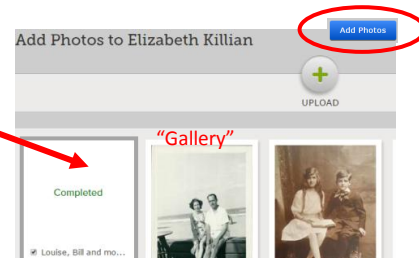 Add Photos to Elizabeth Killian
Add Photos
UPLOAD
“Gallery”
Completed
Louise, Bill and mo...